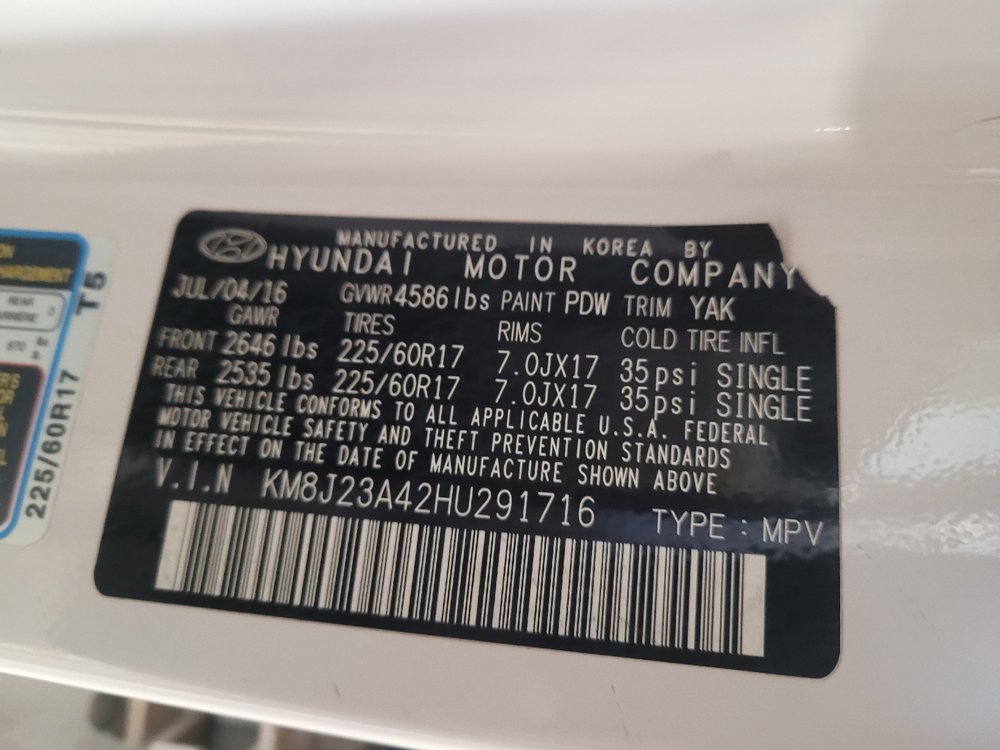 MANUFACTURED IN KOREA BY
HYUNDAI MOTOR COMPANY
JUL/04/16 GVWR 4586 lbs PAINT PDW TRIM YAK
GAWR TIRES RIMS COLD TIRE INFL
FRONT 2646 lbs 225/60R17 7.0JX17 35psi SINGLE
REAR 2535 lbs 225/60R17 7.0JX17 35psi SINGLE
THIS VEHICLE CONFORMS TO ALL APPLICABLE U.S.A. FEDERAL
MOTOR VEHICLE SAFETY AND THEFT PREVENTION STANDARDS
IN EFFECT ON THE DATE OF MANUFACTURE SHOWN ABOVE
V.I.N KM8J23A42HU291716 TYPE : MPV
REAR
225/60R17 T5